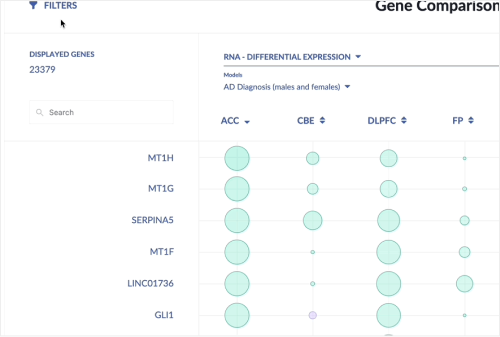 FILTERS
Gene Comparison
DISPLAYED GENES
23379
Search
RNA - DIFFERENTIAL EXPRESSION
Models
AD Diagnosis (males and females)
ACC CBE DLPFC FP
MT1H
MT1G
SERPINA5
MT1F
LINC01736
GLI1